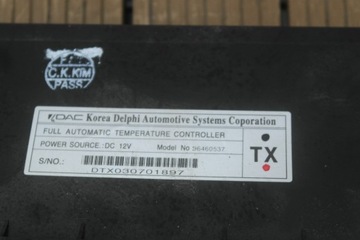 C.K.KIM
PASS
KDAC Korea Delphi Automotive Systems Coporation
FULL AUTOMATIC TEMPERATURE CONTROLLER
POWER SOURCE :DC 12V Model No 96460537
S/NO.:
DTX030701897
TX